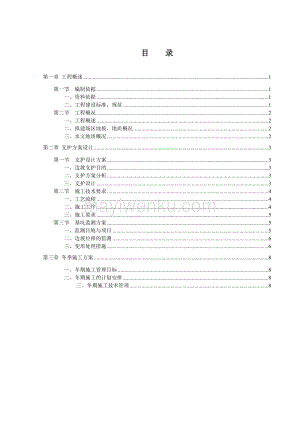 目 录
第一章 工程概述 1
第一节 编制依据 1
一、资料依据 1
二、工程建设标准、规范 1
第二节 工程概况 2
一、工程概述 2
二、拟建场区地貌、地质概况 2
三、水文地质概况 2
第二章 支护方案设计 3
第一节 支护设计方案 3
一、边坡支护目的 3
二、支护方案分析 3
三、支护设计 3
第二节 施工技术要求 4
一、工艺流程 4
二、施工工序 4
三、施工要求 5
第三节 基坑监测方案 5
一、监测目地与项目 5
二、边坡位移的监测 5
三、变形处理措施 8
第三章 冬季施工方案 8
一、冬期施工管理目标 8
二、冬期施工的计划安排 8
三、冬期施工技术管理 8